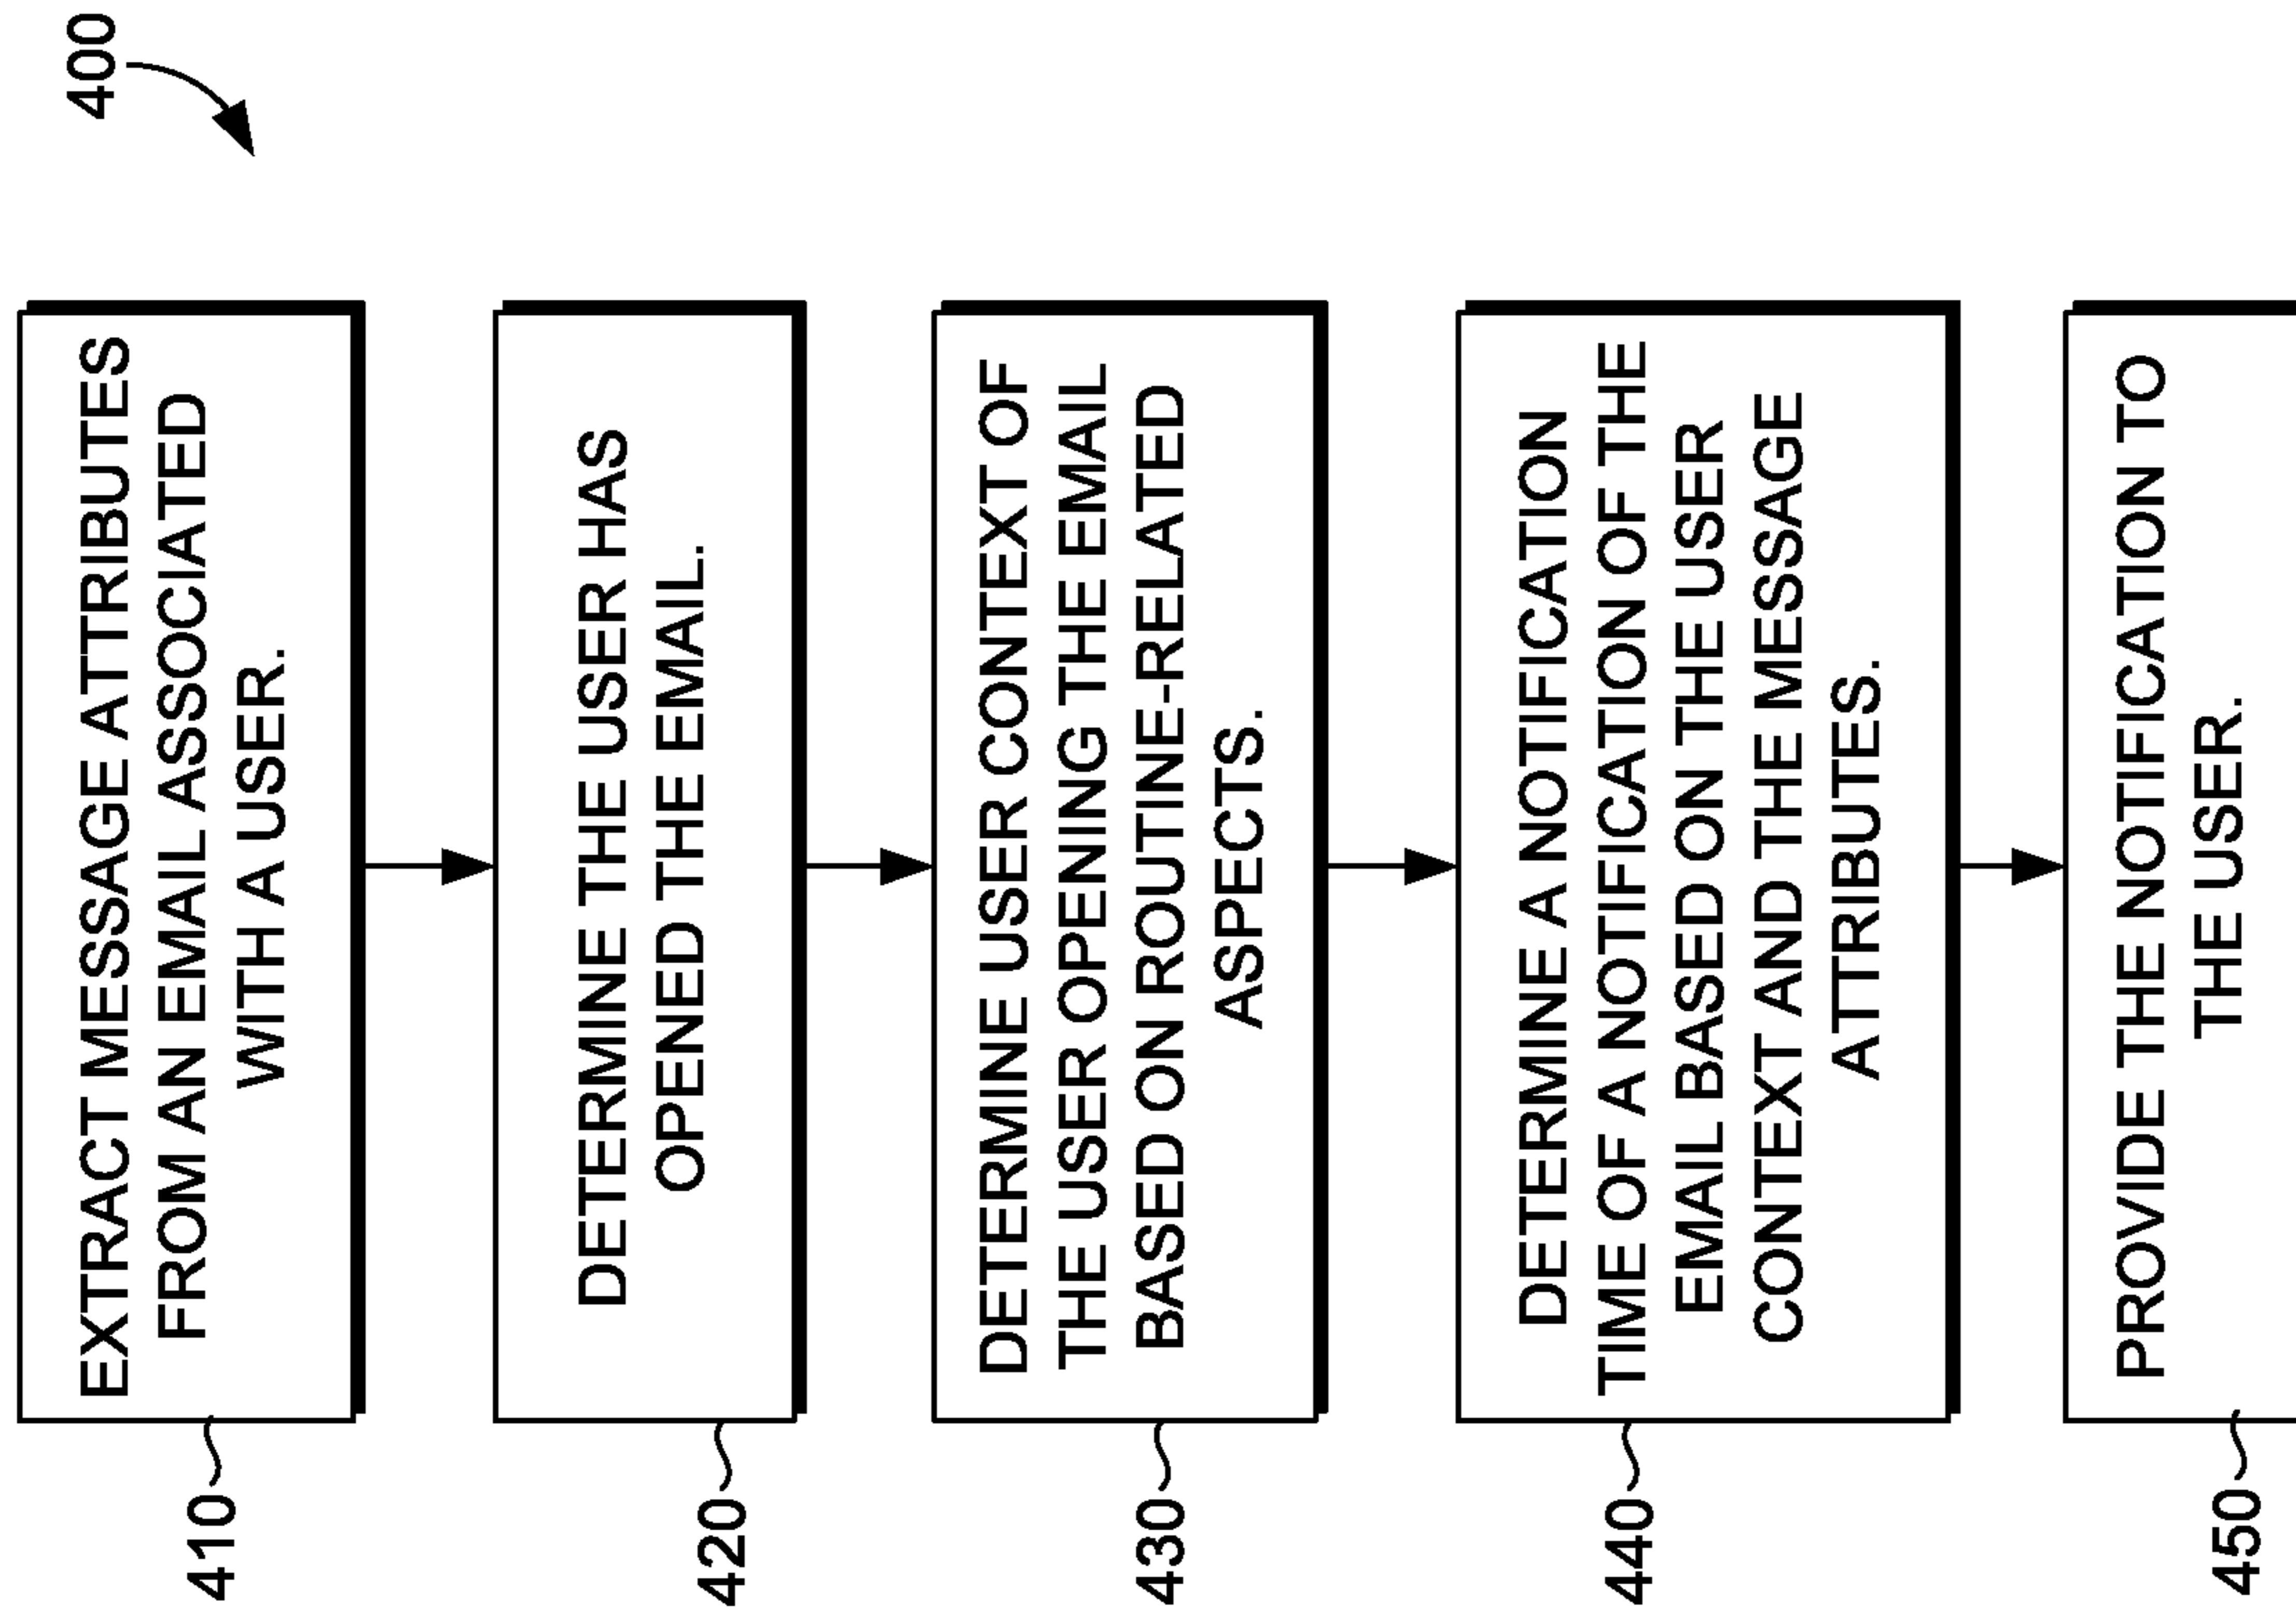 400
410
EXTRACT MESSAGE ATTRIBUTES
FROM AN EMAIL ASSOCIATED
WITH A USER.
420
DETERMINE THE USER HAS
OPENED THE EMAIL.
430
DETERMINE USER CONTEXT OF
THE USER OPENING THE EMAIL
BASED ON ROUTINE-RELATED
ASPECTS.
440
DETERMINE A NOTIFICATION
TIME OF A NOTIFICATION OF THE
EMAIL BASED ON THE USER
CONTEXT AND THE MESSAGE
ATTRIBUTES.
450
PROVIDE THE NOTIFICATION TO
THE USER.